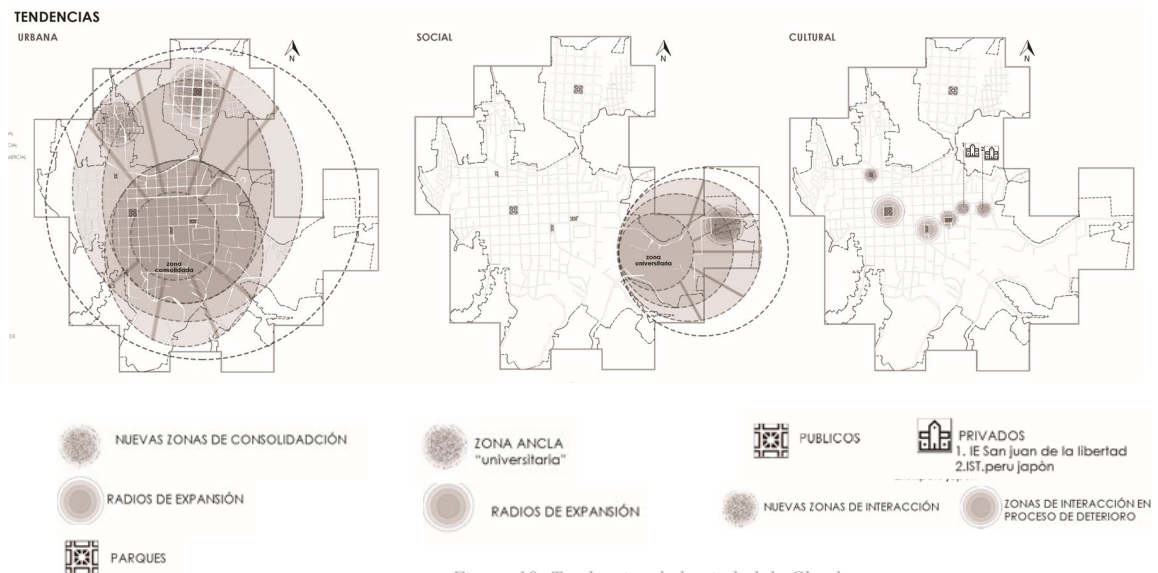 TENDENCIAS
URBANA
SOCIAL
CULTURAL
N
N
N
zona
consolidada
zona
universitaria
1.
2.
NUEVAS ZONAS DE CONSOLIDADCIÓN
RADIOS DE EXPANSIÓN
PARQUES
ZONA ANCLA
"universitaria"
RADIOS DE EXPANSIÓN
PUBLICOS
PRIVADOS
1. IE San juan de la libertad
2.IST.peru japòn
NUEVAS ZONAS DE INTERACCIÓN
ZONAS DE INTERACCIÓN EN
PROCESO DE DETERIORO